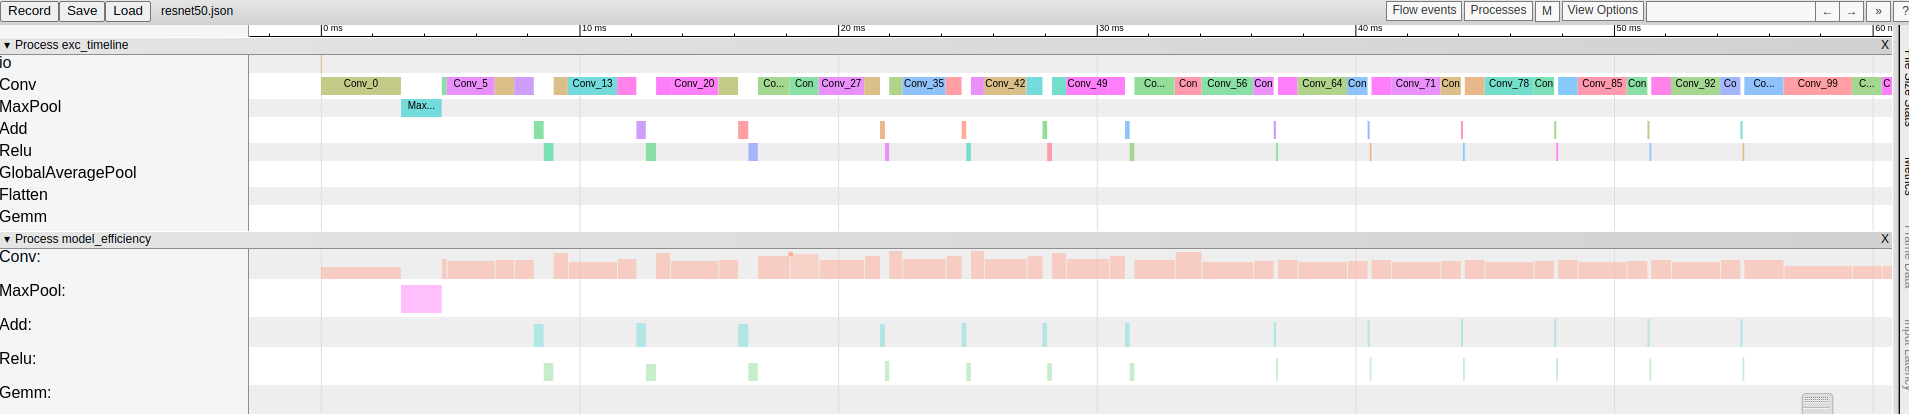 Record Save Load resnet50.json Flow events Processes M View Options ← → » ?
0 ms 10 ms 20 ms 30 ms 40 ms 50 ms 60 m
▾ Process exc_timeline X
io
Conv Conv_0 Conv_5 Conv_13 Conv_20 Co... Con Conv_27 Conv_35 Conv_42 Conv_49 Co... Con Conv_56 Con Conv_64 Con Conv_71 Con Conv_78 Con Conv_85 Con Conv_92 Co Co... Conv_99 C... C
MaxPool Max...
Add
Relu
GlobalAveragePool
Flatten
Gemm
▾ Process model_efficiency X
Conv:
MaxPool:
Add:
Relu:
Gemm:
File Size Stats
Metrics
Frame Data
Input Latency